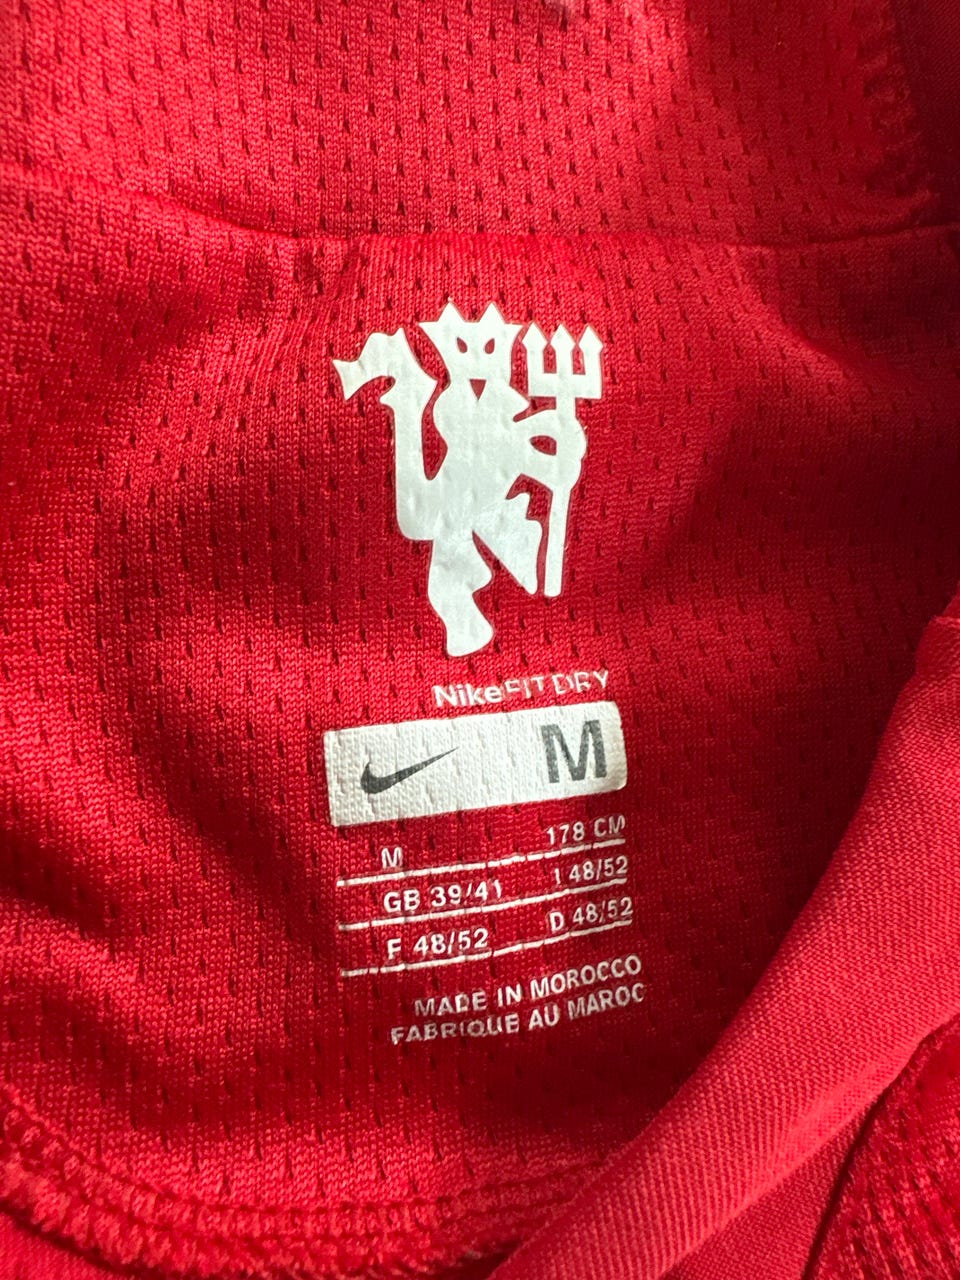 NikeFIT DRY
M
M 178 CM
GB 39/41 I 48/52
F 48/52 D 48/52
MADE IN MOROCCO
FABRIQUE AU MAROC